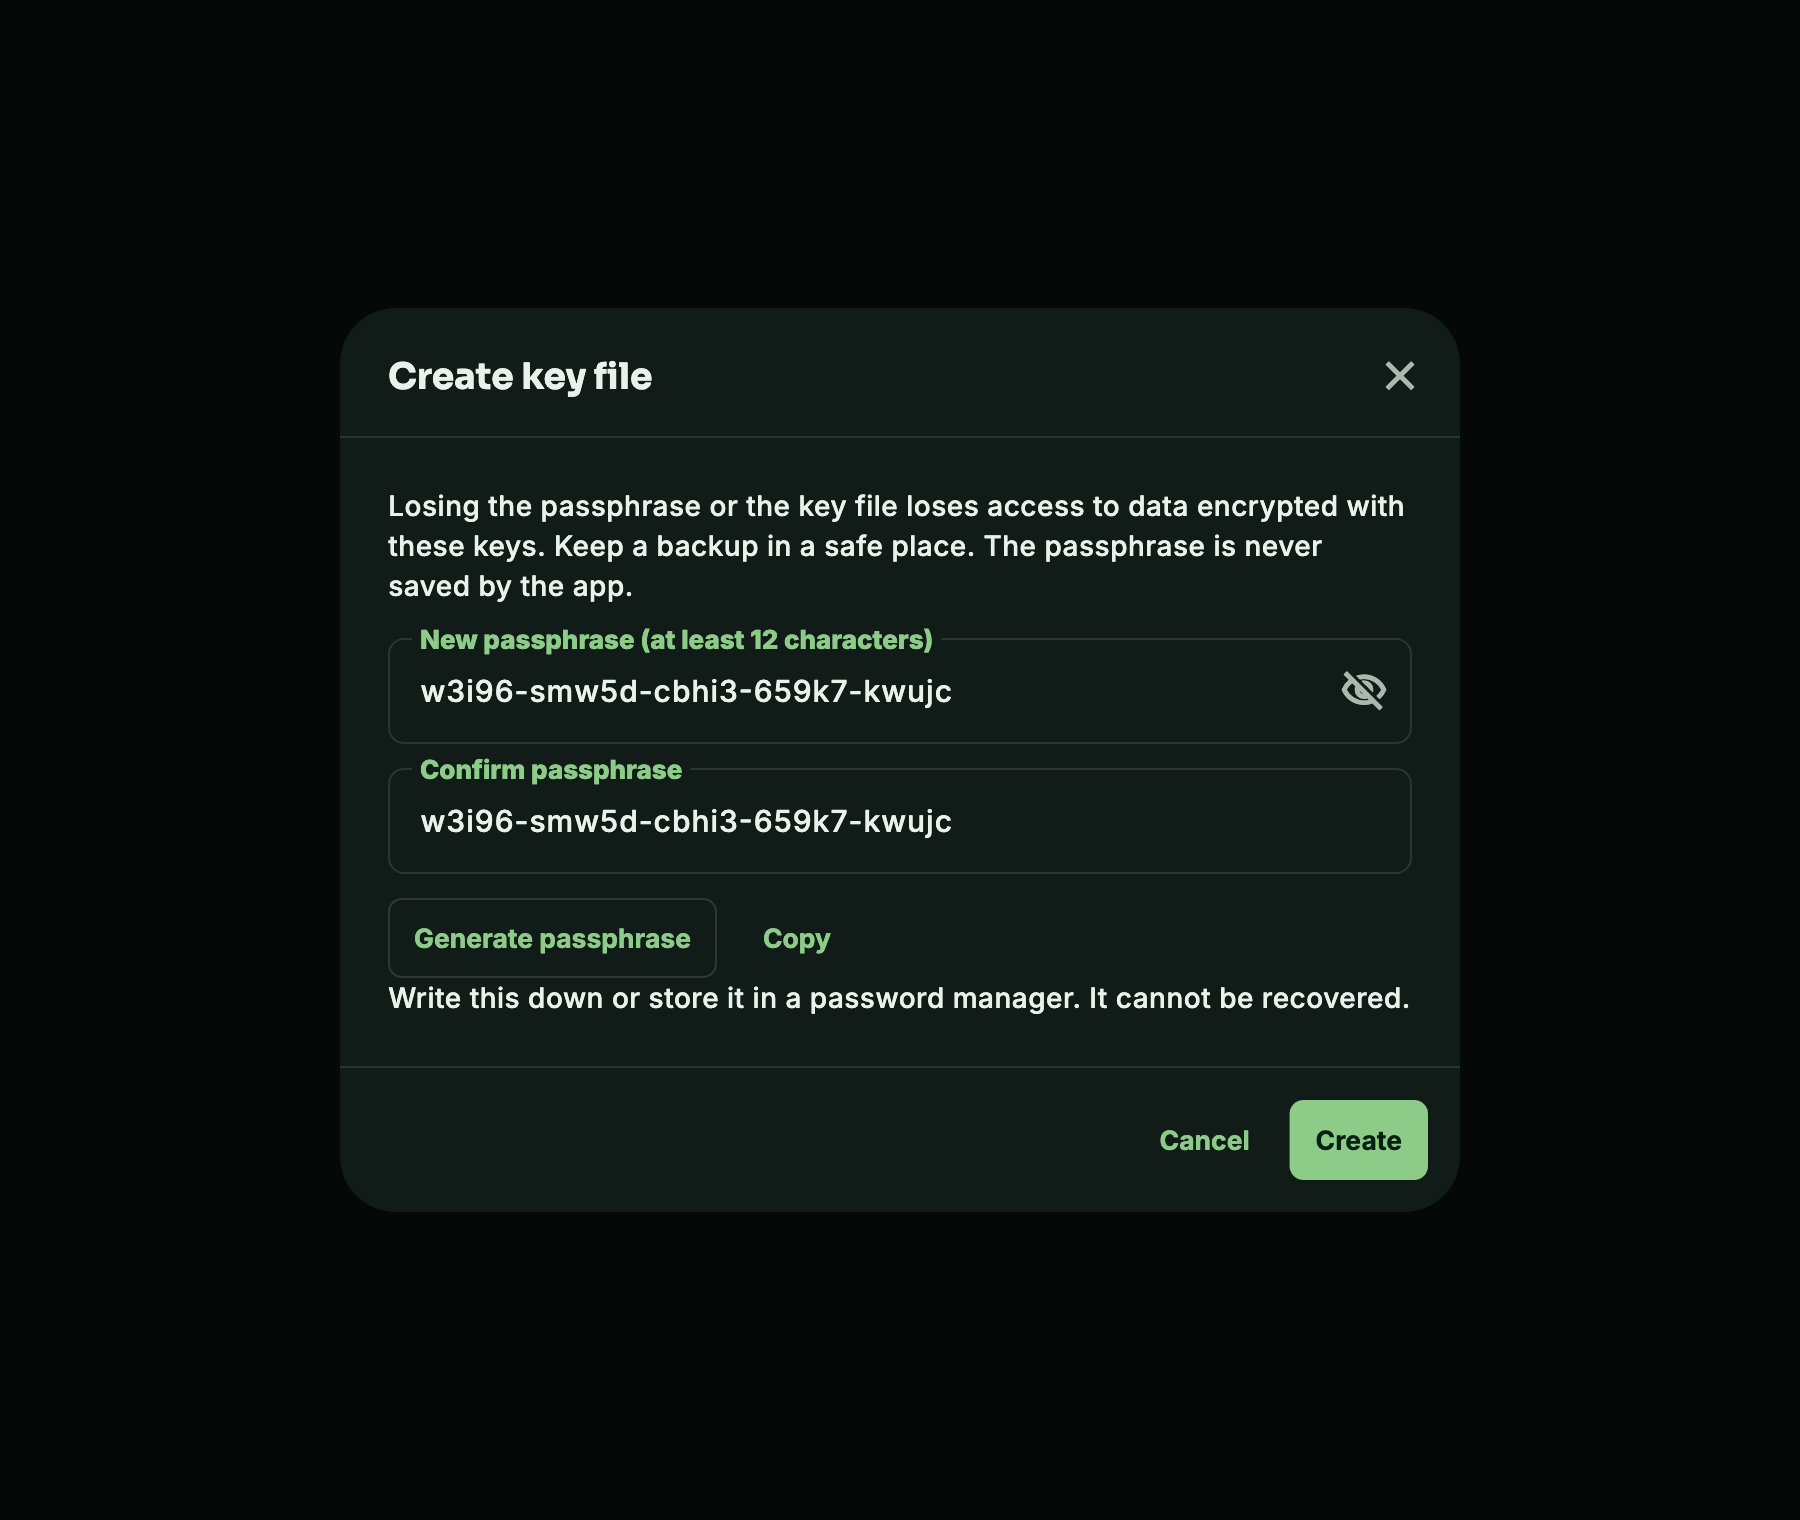 Create key file
Losing the passphrase or the key file loses access to data encrypted with
these keys. Keep a backup in a safe place. The passphrase is never
saved by the app.
New passphrase (at least 12 characters)
w3i96-smw5d-cbhi3-659k7-kwujc
Confirm passphrase
w3i96-smw5d-cbhi3-659k7-kwujc
Generate passphrase Copy
Write this down or store it in a password manager. It cannot be recovered.
Cancel Create